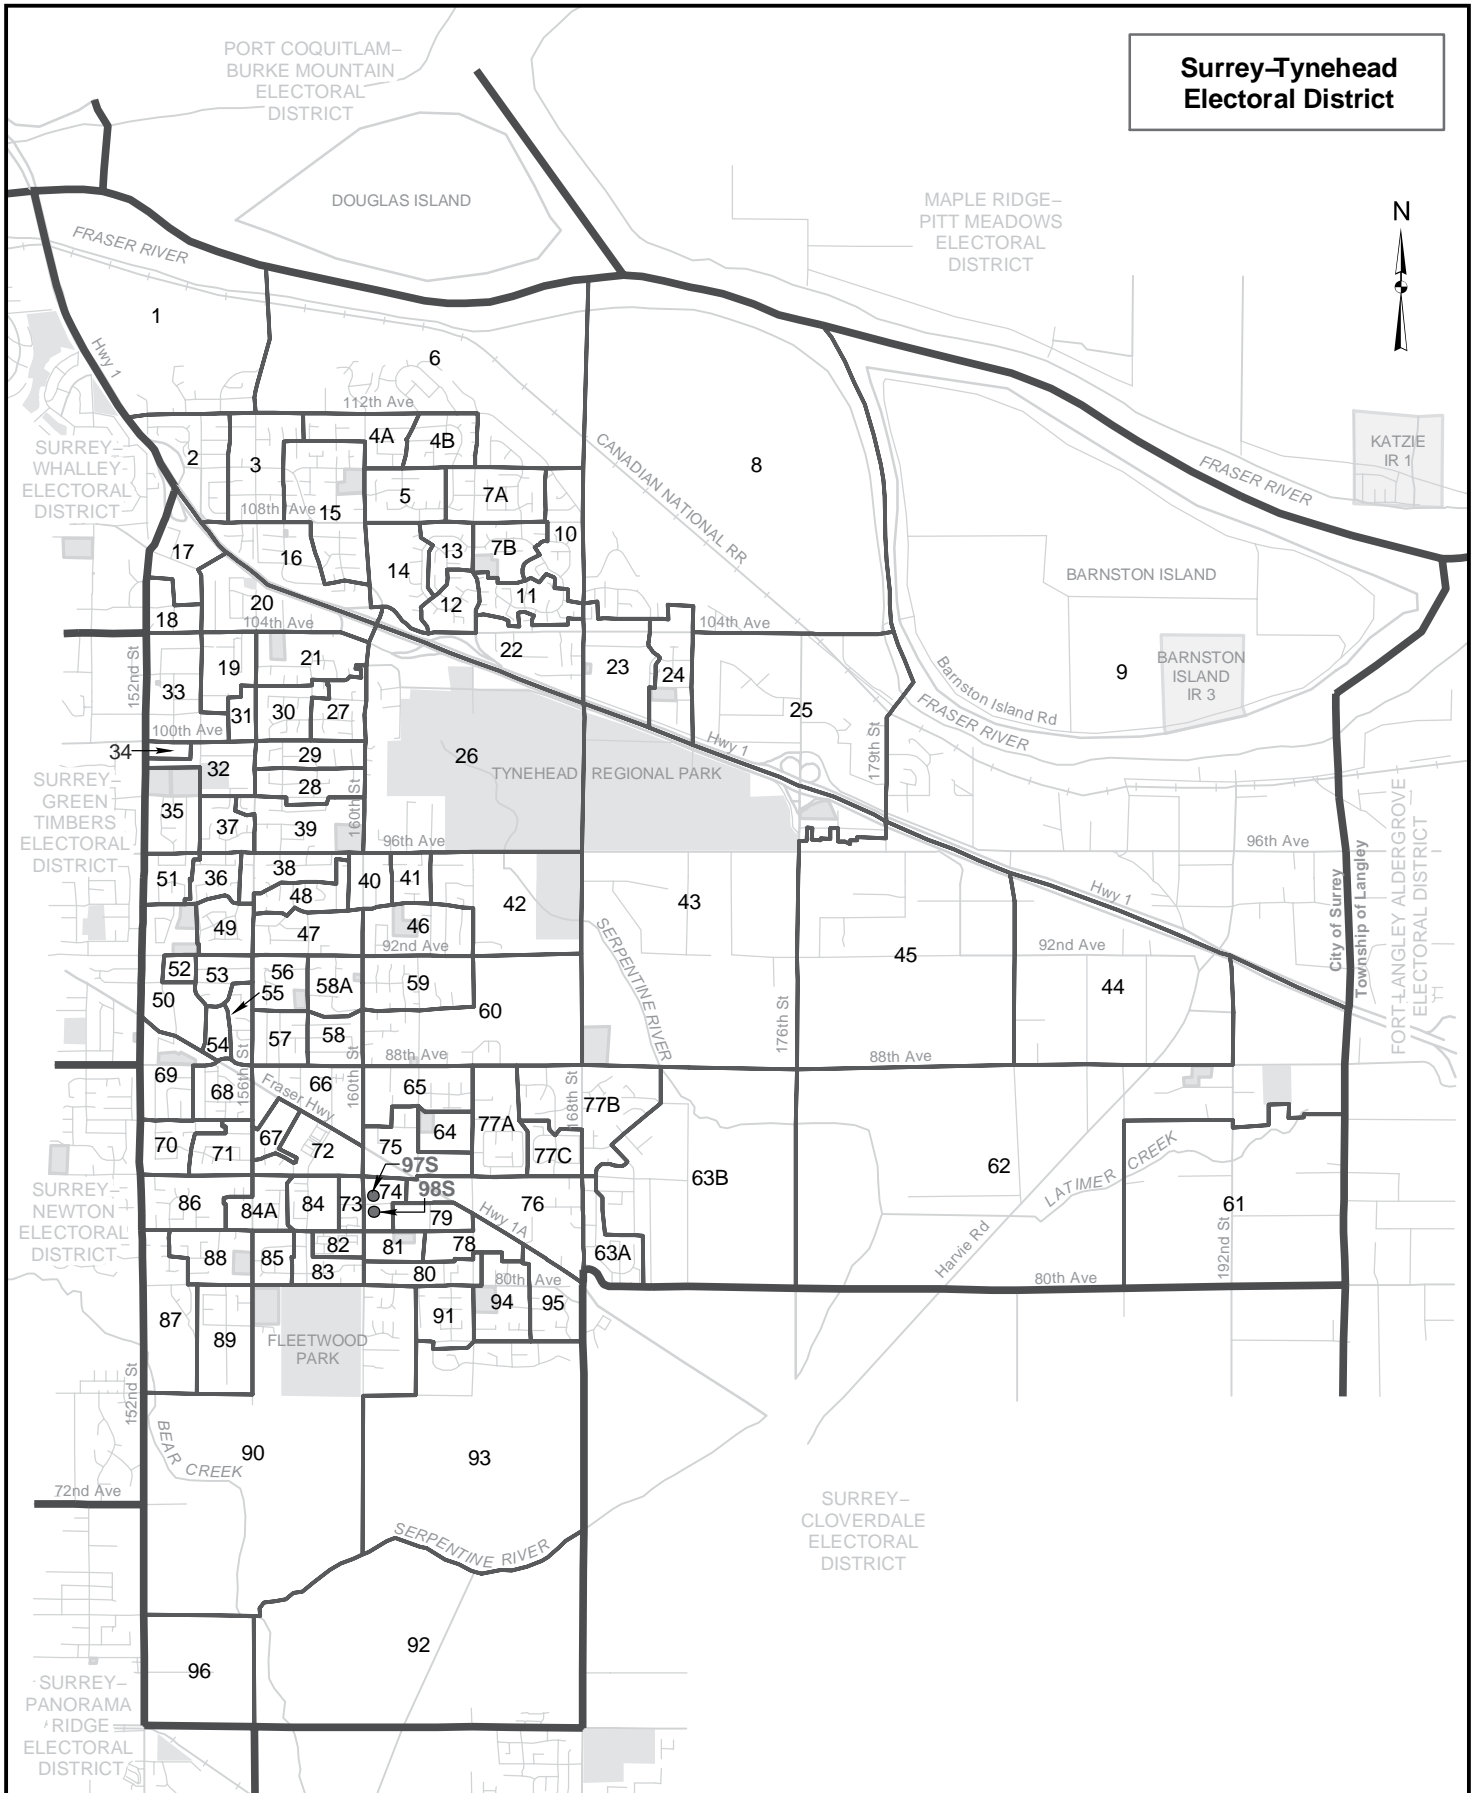 Surrey–Tynehead
Electoral District
PORT COQUITLAM–
BURKE MOUNTAIN
ELECTORAL
DISTRICT
DOUGLAS ISLAND
MAPLE RIDGE–
PITT MEADOWS
ELECTORAL
DISTRICT
N
FRASER RIVER
1
Hwy 1
6
112th Ave
4A
4B
CANADIAN NATIONAL RR
KATZIE
IR 1
SURREY–
WHALLEY
ELECTORAL
DISTRICT
2
3
8
FRASER RIVER
5
7A
108th Ave
15
10
17
16
13
7B
14
BARNSTON ISLAND
20
12
11
18
104th Ave
104th Ave
22
19
21
23
24
9
BARNSTON
ISLAND
IR 3
152nd St
33
31
30
27
25
Barnston Island Rd
FRASER RIVER
100th Ave
34
29
26
Hwy 1
179th St
32
28
TYNEHEAD REGIONAL PARK
SURREY–
GREEN
TIMBERS
ELECTORAL
DISTRICT
35
37
39
160th St
96th Ave
96th Ave
51
36
38
40
41
48
42
43
Hwy 1
City of Surrey
Township of Langley
FORT LANGLEY ALDERGROVE
ELECTORAL DISTRICT
49
47
46
92nd Ave
SERPENTINE RIVER
45
92nd Ave
52
53
56
58A
59
44
50
55
60
176th St
54
57
58
88th Ave
88th Ave
69
68
156th St
Fraser Hwy
66
160th St
65
168th St
77B
77A
64
70
71
67
72
75
77C
97S
63B
62
LATIMER CREEK
SURREY–
NEWTON
ELECTORAL
DISTRICT
86
84A
84
73
74
98S
79
76
Hwy 1A
61
192nd St
Harvie Rd
88
85
82
81
78
63A
83
80
80th Ave
80th Ave
87
89
91
94
95
FLEETWOOD
PARK
152nd St
BEAR CREEK
90
93
72nd Ave
SERPENTINE RIVER
SURREY–
CLOVERDALE
ELECTORAL
DISTRICT
92
96
SURREY–
PANORAMA
RIDGE
ELECTORAL
DISTRICT